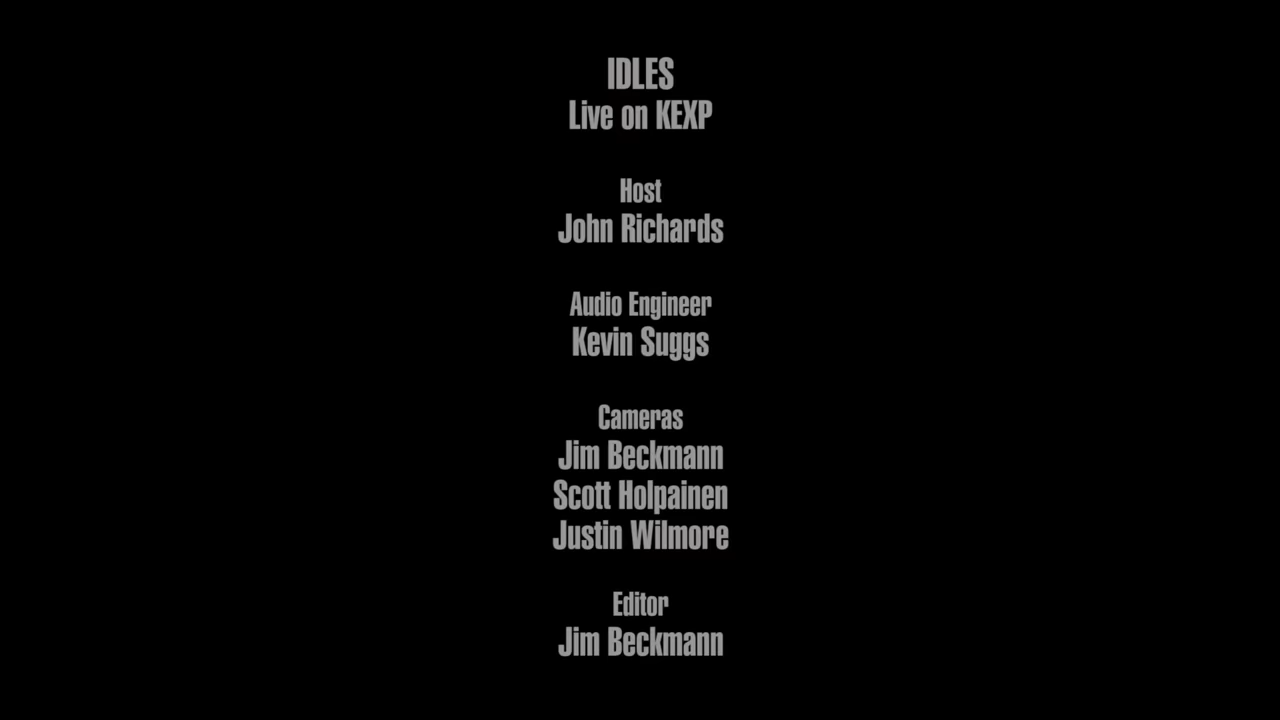 IDLES
Live on KEXP
Host
John Richards
Audio Engineer
Kevin Suggs
Cameras
Jim Beckmann
Scott Holpainen
Justin Wilmore
Editor
Jim Beckmann